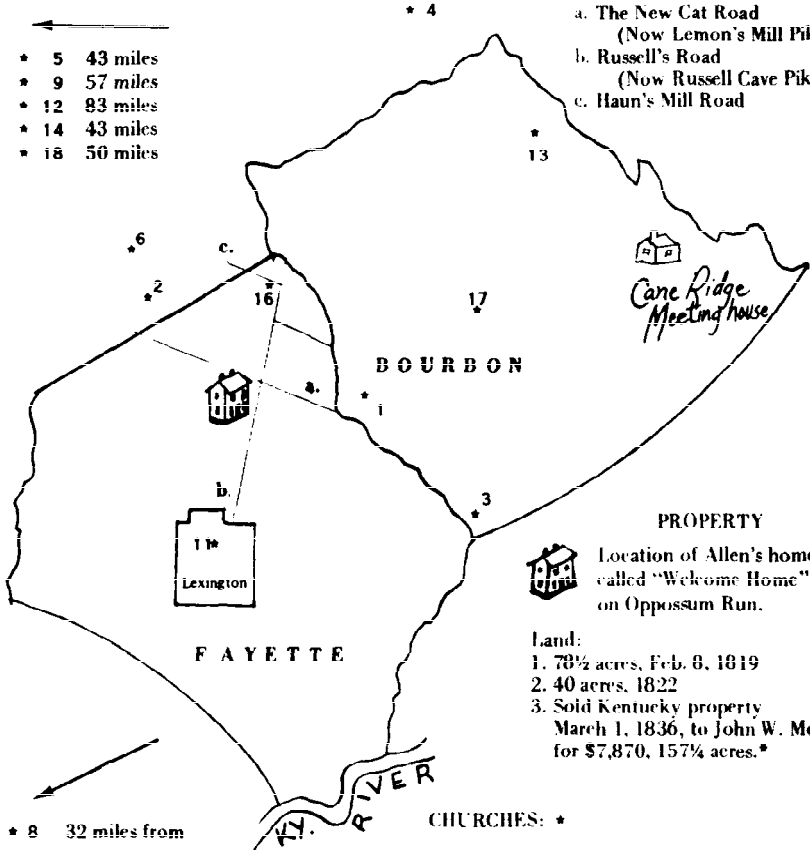 * 4
* 5 43 miles
* 9 57 miles
* 12 83 miles
* 14 43 miles
* 18 50 miles
a. The New Cat Road
(Now Lemon's Mill Pik
b. Russell's Road
(Now Russell Cave Pik
c. Haun's Mill Road
* 13
* 6
c.
* 2
* 16
* 17
Cane Ridge
Meeting house
BOURBON
a.
* 1
b.
* 3
11*
Lexington
FAYETTE
PROPERTY
Location of Allen's home
called "Welcome Home"
on Oppossum Run.
Land:
1. 78½ acres, Feb. 8, 1819
2. 40 acres, 1822
3. Sold Kentucky property
March 1, 1836, to John W. Mo
for $7,870, 157¼ acres.*
KY. RIVER
* 8 32 miles from
CHURCHES: *